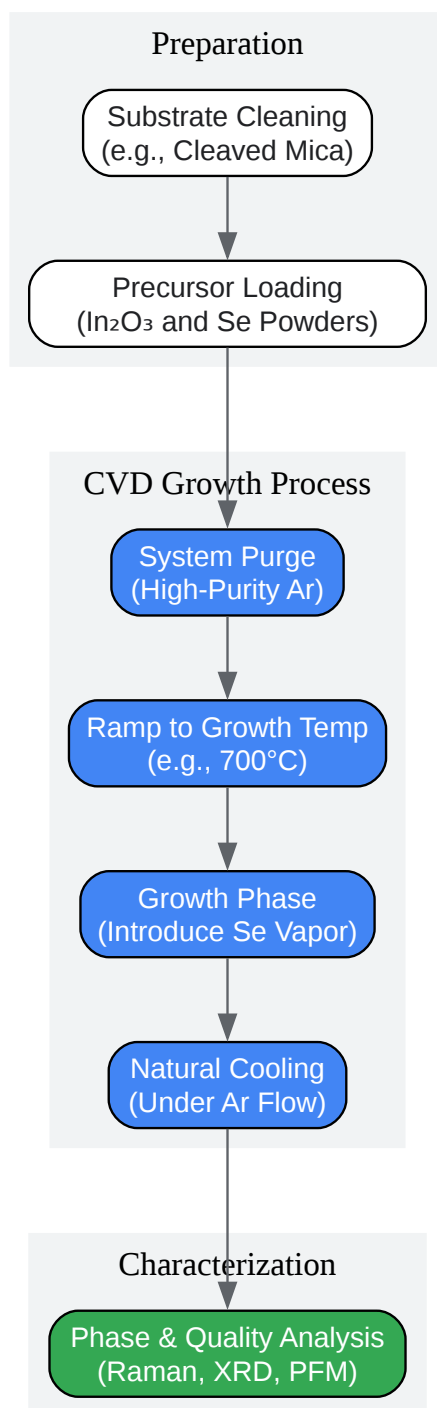 Preparation
Substrate Cleaning
(e.g., Cleaved Mica)
Precursor Loading
(In₂O₃ and Se Powders)
CVD Growth Process
System Purge
(High-Purity Ar)
Ramp to Growth Temp
(e.g., 700°C)
Growth Phase
(Introduce Se Vapor)
Natural Cooling
(Under Ar Flow)
Characterization
Phase & Quality Analysis
(Raman, XRD, PFM)